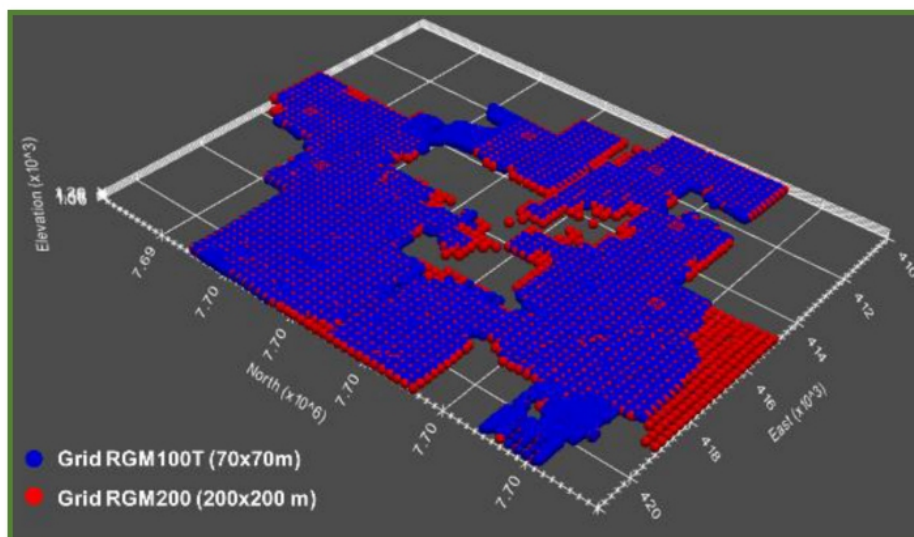 Elevation (x10^3)
7.69
7.70
7.70
7.70
7.70
7.70
North (x10^6)
420
418
416
414
412
410
East (x10^3)
Grid RGM100T (70x70m)
Grid RGM200 (200x200 m)